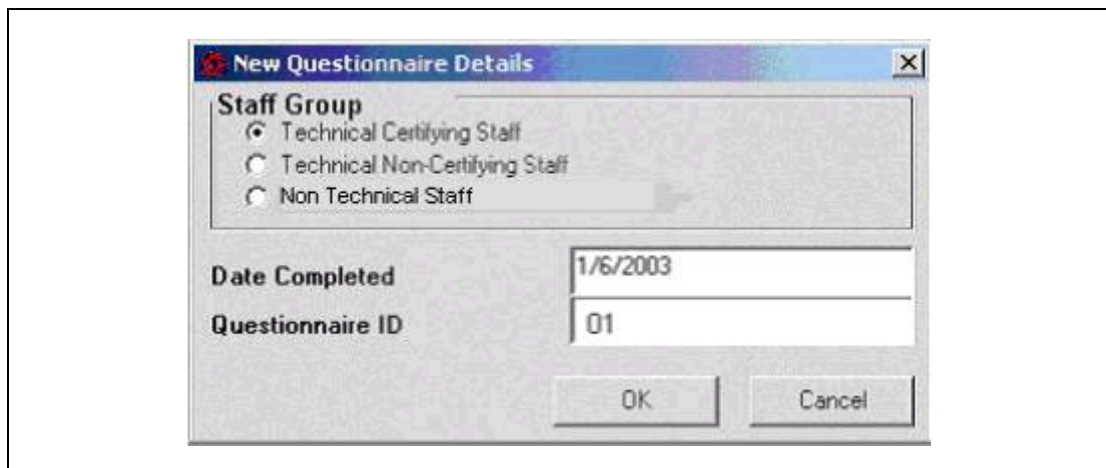 New Questionnaire Details
Staff Group
Technical Certifying Staff
Technical Non-Certifying Staff
Non Technical Staff
Date Completed 1/6/2003
Questionnaire ID 01
OK Cancel